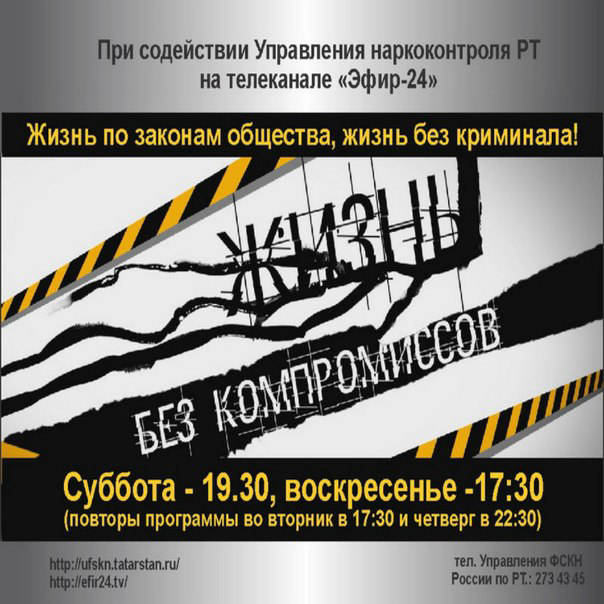 При содействии Управления наркоконтроля РТ
на телеканале «Эфир-24»
Жизнь по законам общества, жизнь без криминала!
ЖИЗНЬ
БЕЗ КОМПРОМИССОВ
Суббота - 19.30, воскресенье -17:30
(повторы программы во вторник в 17:30 и четверг в 22:30)
http://ufskn.tatarstan.ru/
http://efir24.tv/
тел. Управления ФСКН
России по РТ.: 273 43 45